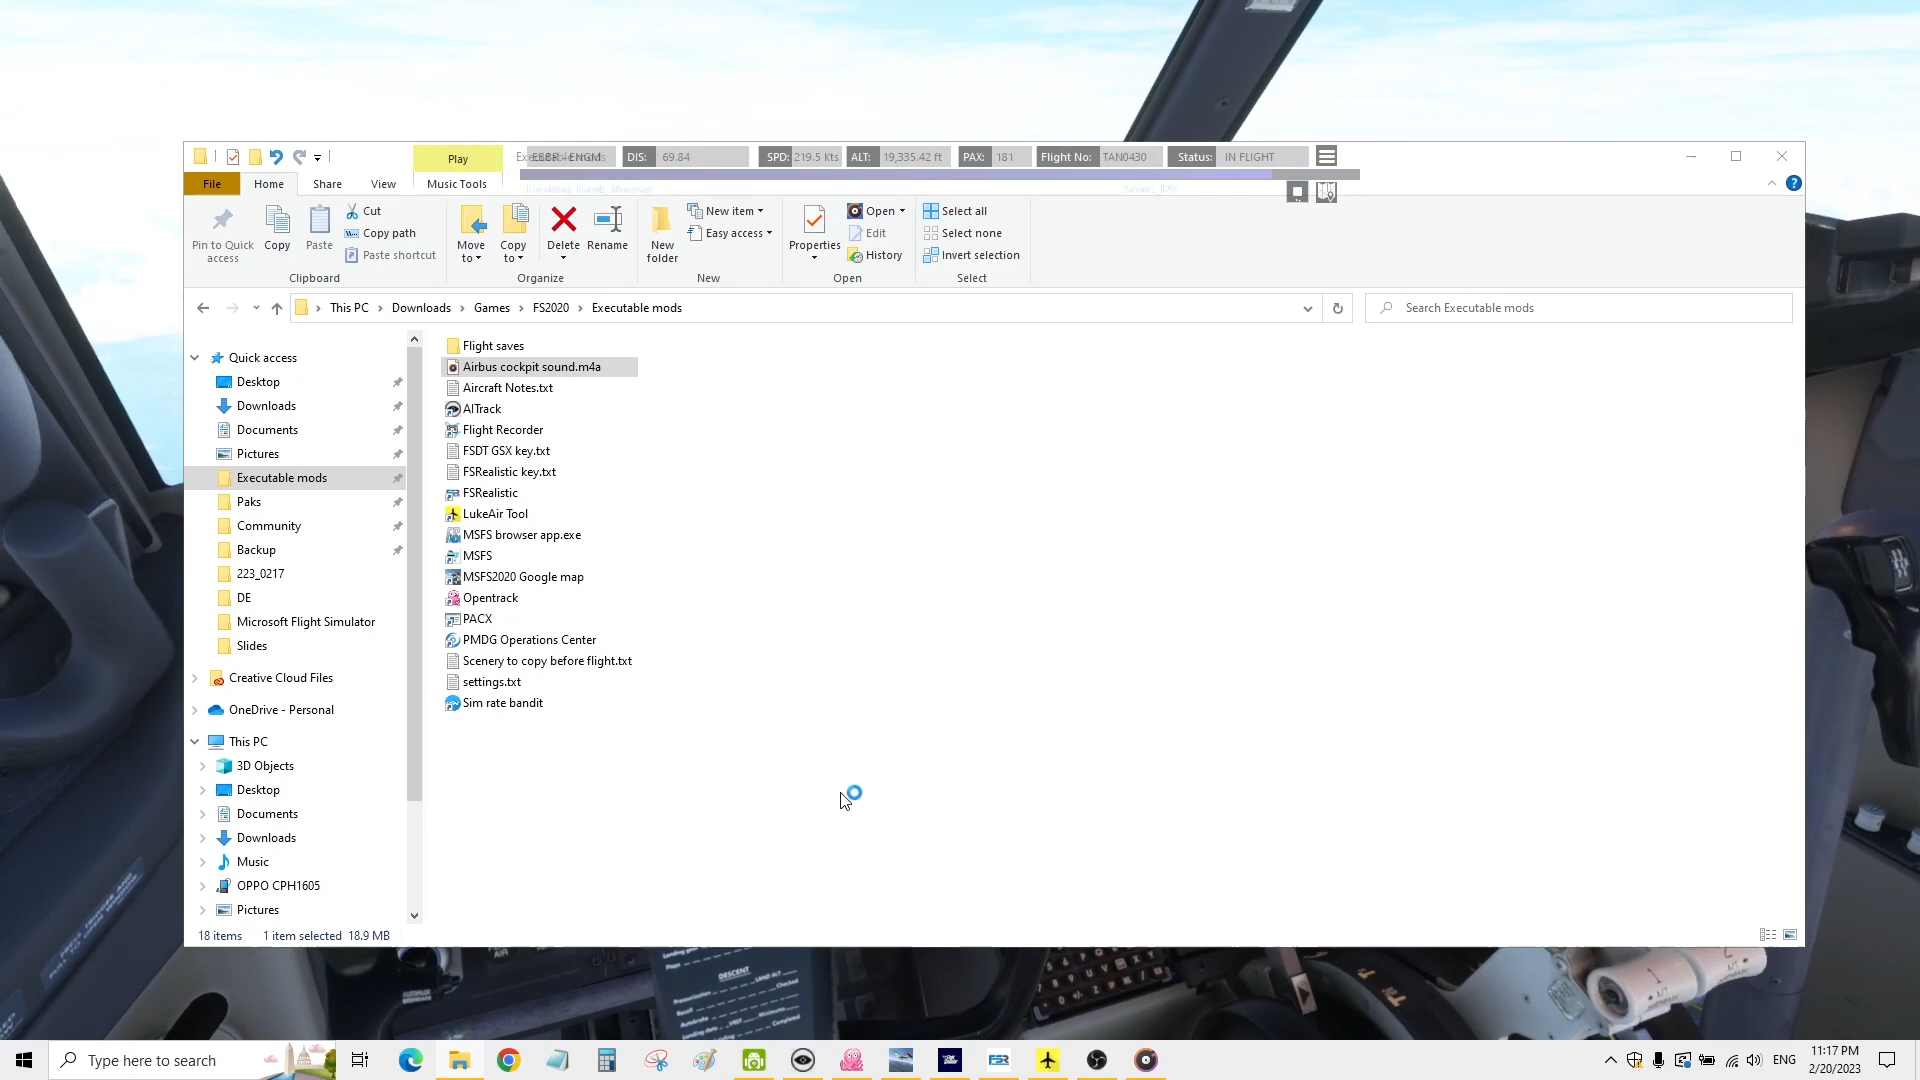 Play
EBBR - ENGM
DIS: 69.84
SPD: 219.5 Kts
ALT: 19,335.42 ft
PAX: 181
Flight No: TAN0430
Status: IN FLIGHT
File
Home
Share
View
Music Tools
Pin to Quick access
Copy
Paste
Cut
Copy path
Paste shortcut
Clipboard
Move to
Copy to
Delete
Rename
Organize
New folder
New item
Easy access
New
Properties
Open
Edit
History
Open
Select all
Select none
Invert selection
Select
This PC
Downloads
Games
FS2020
Executable mods
Search Executable mods
Quick access
Desktop
Downloads
Documents
Pictures
Executable mods
Paks
Community
Backup
223_0217
DE
Microsoft Flight Simulator
Slides
Creative Cloud Files
OneDrive - Personal
This PC
3D Objects
Desktop
Documents
Downloads
Music
OPPO CPH1605
Pictures
Flight saves
Airbus cockpit sound.m4a
Aircraft Notes.txt
AITrack
Flight Recorder
FSDT GSX key.txt
FSRealistic key.txt
FSRealistic
LukeAir Tool
MSFS browser app.exe
MSFS
MSFS2020 Google map
Opentrack
PACX
PMDG Operations Center
Scenery to copy before flight.txt
settings.txt
Sim rate bandit
18 items
1 item selected 18.9 MB
DESCENT
LAND ALT
Checked
Completed
Type here to search
FSR
ENG
11:17 PM
2/20/2023